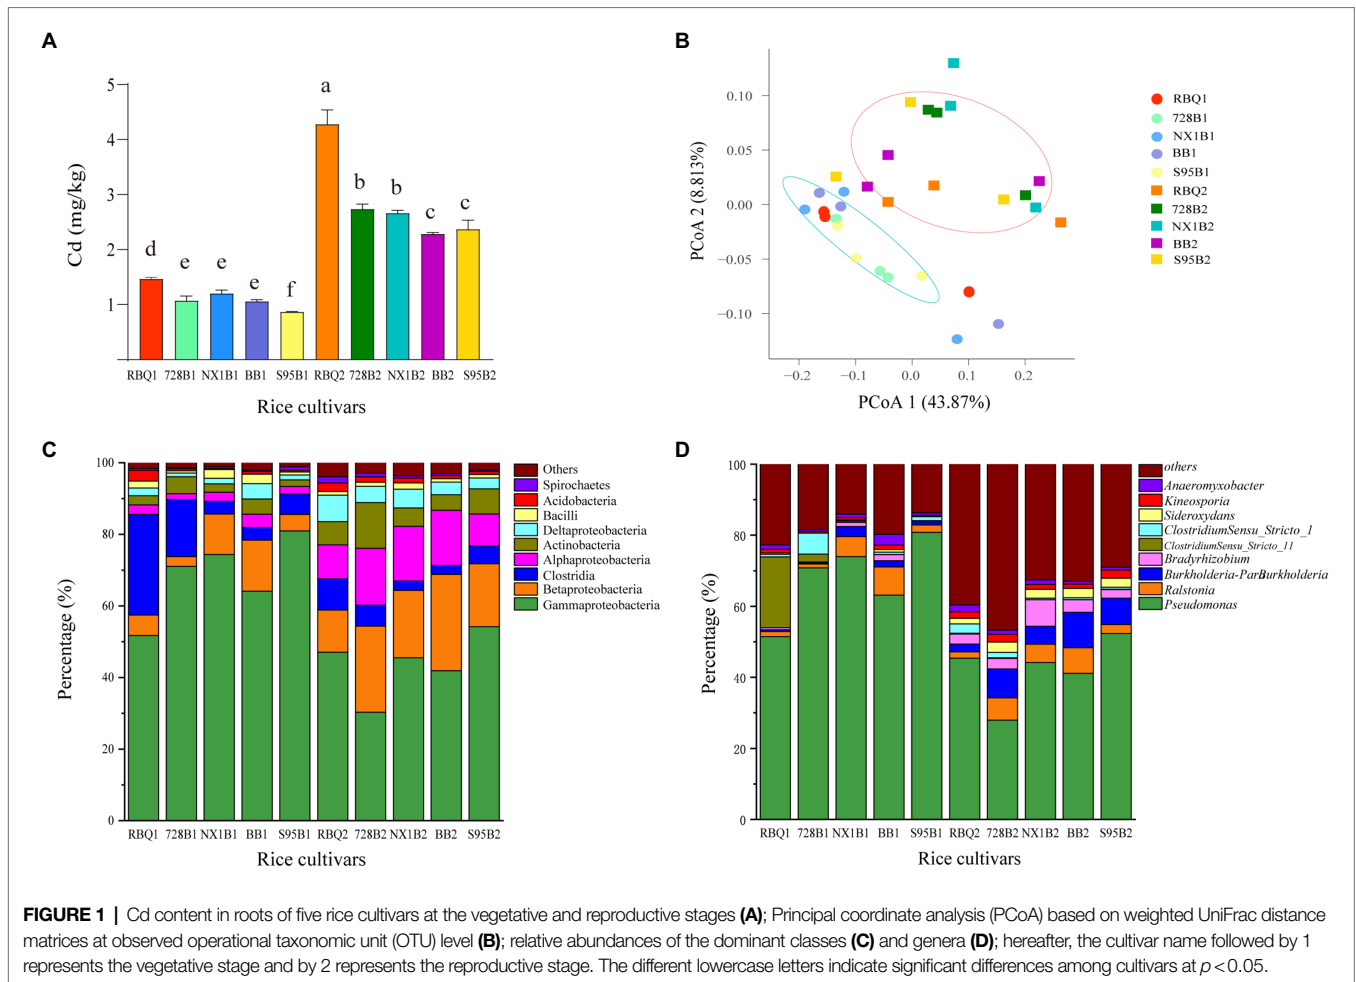 A
5
4
3
2
1
Cd (mg/kg)
d
e
e
e
f
a
b
b
c
c
RBQ1 728B1 NX1B1 BB1 S95B1 RBQ2 728B2 NX1B2 BB2 S95B2
Rice cultivars
B
0.10
0.05
0.00
−0.05
−0.10
PCoA 2 (8.813%)
−0.2 −0.1 0.0 0.1 0.2
PCoA 1 (43.87%)
RBQ1
728B1
NX1B1
BB1
S95B1
RBQ2
728B2
NX1B2
BB2
S95B2
C
100
80
60
40
20
0
Percentage (%)
RBQ1 728B1 NX1B1 BB1 S95B1 RBQ2 728B2 NX1B2 BB2 S95B2
Rice cultivars
Others
Spirochaetes
Acidobacteria
Bacilli
Deltaproteobacteria
Actinobacteria
Alphaproteobacteria
Clostridia
Betaproteobacteria
Gammaproteobacteria
D
100
80
60
40
20
0
Percentage (%)
RBQ1 728B1 NX1B1 BB1 S95B1 RBQ2 728B2 NX1B2 BB2 S95B2
Rice cultivars
others
Anaeromyxobacter
Kineosporia
Sideroxydans
ClostridiumSensu_Stricto_1
ClostridiumSensu_Stricto_11
Bradyrhizobium
Burkholderia-ParaBurkholderia
Ralstonia
Pseudomonas
FIGURE 1 | Cd content in roots of five rice cultivars at the vegetative and reproductive stages (A); Principal coordinate analysis (PCoA) based on weighted UniFrac distance
matrices at observed operational taxonomic unit (OTU) level (B); relative abundances of the dominant classes (C) and genera (D); hereafter, the cultivar name followed by 1
represents the vegetative stage and by 2 represents the reproductive stage. The different lowercase letters indicate significant differences among cultivars at p < 0.05.